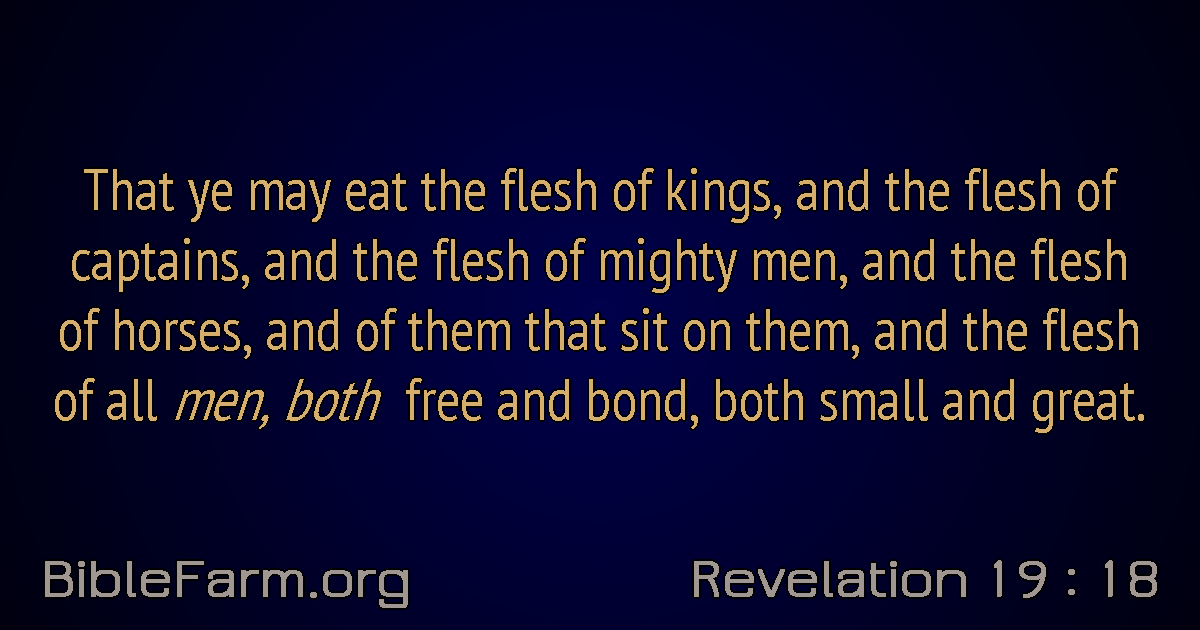 That ye may eat the flesh of kings, and the flesh of
captains, and the flesh of mighty men, and the flesh
of horses, and of them that sit on them, and the flesh
of all men, both free and bond, both small and great.
BibleFarm.org
Revelation 19 : 18